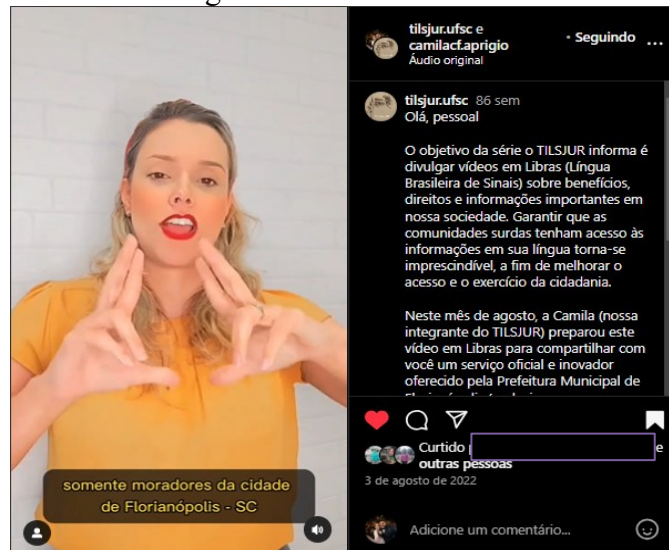 tilsjur.ufsc e
camilacf.aprigio
• Seguindo ...
Áudio original
tilsjur.ufsc 86 sem
Olá, pessoal
O objetivo da série o TILSJUR informa é
divulgar vídeos em Libras (Língua
Brasileira de Sinais) sobre benefícios,
direitos e informações importantes em
nossa sociedade. Garantir que as
comunidades surdas tenham acesso às
informações em sua língua torna-se
imprescindível, a fim de melhorar o
acesso e o exercício da cidadania.
Neste mês de agosto, a Camila (nossa
integrante do TILSJUR) preparou este
vídeo em Libras para compartilhar com
você um serviço oficial e inovador
oferecido pela Prefeitura Municipal de
Curtido
e
outras pessoas
3 de agosto de 2022
Adicione um comentário...
somente moradores da cidade
de Florianópolis - SC